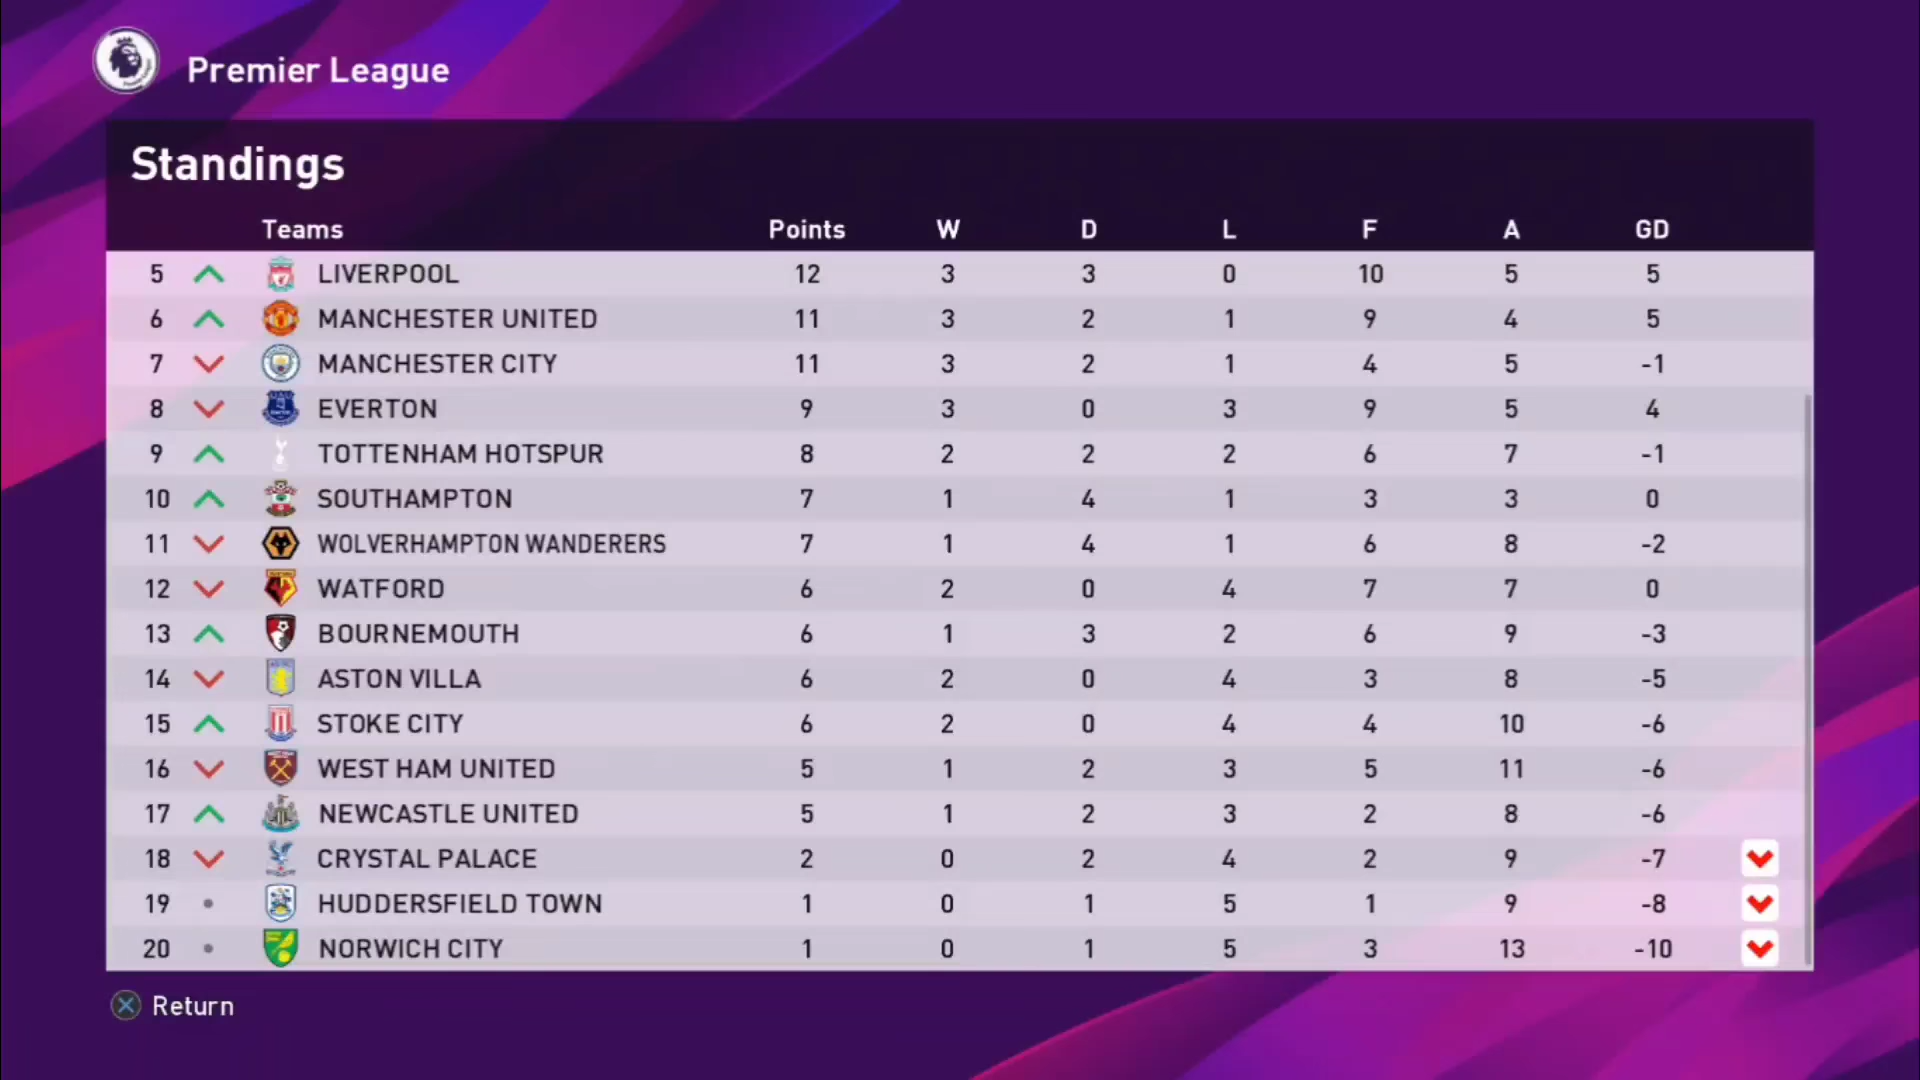 Premier League
Standings
Teams Points W D L F A GD
5 LIVERPOOL 12 3 3 0 10 5 5
6 MANCHESTER UNITED 11 3 2 1 9 4 5
7 MANCHESTER CITY 11 3 2 1 4 5 -1
8 EVERTON 9 3 0 3 9 5 4
9 TOTTENHAM HOTSPUR 8 2 2 2 6 7 -1
10 SOUTHAMPTON 7 1 4 1 3 3 0
11 WOLVERHAMPTON WANDERERS 7 1 4 1 6 8 -2
12 WATFORD 6 2 0 4 7 7 0
13 BOURNEMOUTH 6 1 3 2 6 9 -3
14 ASTON VILLA 6 2 0 4 3 8 -5
15 STOKE CITY 6 2 0 4 4 10 -6
16 WEST HAM UNITED 5 1 2 3 5 11 -6
17 NEWCASTLE UNITED 5 1 2 3 2 8 -6
18 CRYSTAL PALACE 2 0 2 4 2 9 -7
19 HUDDERSFIELD TOWN 1 0 1 5 1 9 -8
20 NORWICH CITY 1 0 1 5 3 13 -10
Return